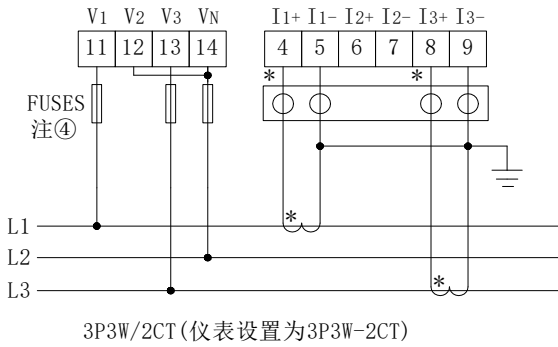 V1 V2 V3 VN I1+ I1- I2+ I2- I3+ I3-
11 12 13 14 4 5 6 7 8 9
* *
FUSES
注④
*
L1
L2
*
L3
3P3W/2CT(仪表设置为3P3W-2CT)